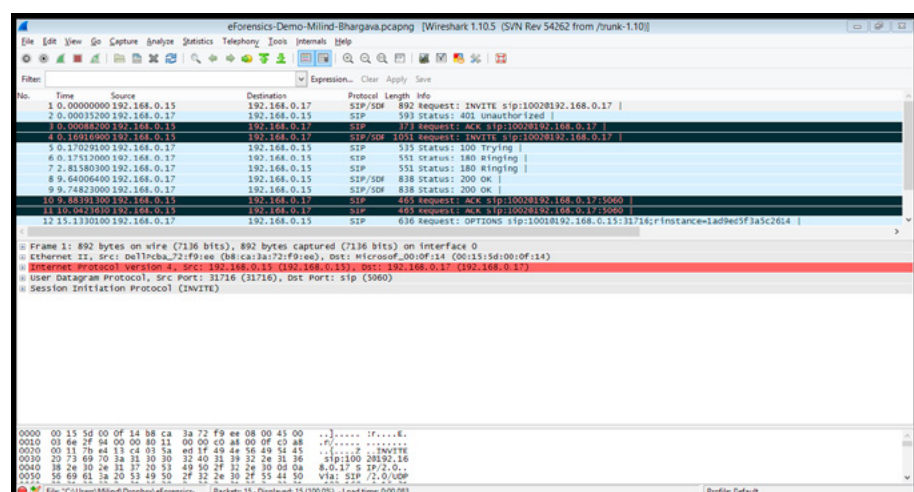 eForensics-Demo-Milind-Bhargava.pcapng [Wireshark 1.10.5 (SVN Rev 54262 from /trunk-1.10)]
File Edit View Go Capture Analyze Statistics Telephony Tools Internals Help
Filter: Expression... Clear Apply Save
No. Time Source Destination Protocol Length Info
1 0.00000000 192.168.0.15 192.168.0.17 SIP/SDF 892 Request: INVITE sip:1002@192.168.0.17 |
2 0.00035200 192.168.0.17 192.168.0.15 SIP 593 Status: 401 Unauthorized |
3 0.00088200 192.168.0.15 192.168.0.17 SIP 373 Request: ACK sip:1002@192.168.0.17 |
4 0.16916900 192.168.0.15 192.168.0.17 SIP/SDF 1051 Request: INVITE sip:1002@192.168.0.17 |
5 0.17029100 192.168.0.17 192.168.0.15 SIP 535 Status: 100 Trying |
6 0.17512000 192.168.0.17 192.168.0.15 SIP 551 Status: 180 Ringing |
7 2.81580300 192.168.0.17 192.168.0.15 SIP 551 Status: 180 Ringing |
8 9.64006400 192.168.0.17 192.168.0.15 SIP/SDF 838 Status: 200 OK |
9 9.74823000 192.168.0.17 192.168.0.15 SIP/SDF 838 Status: 200 OK |
10 9.88391300 192.168.0.15 192.168.0.17 SIP 465 Request: ACK sip:1002@192.168.0.17:5060 |
11 10.0423630 192.168.0.15 192.168.0.17 SIP 465 Request: ACK sip:1002@192.168.0.17:5060 |
12 15.1330100 192.168.0.17 192.168.0.15 SIP 636 Request: OPTIONS sip:1001@192.168.0.15:31716;rinstance=1ad9ed5f3a5c2614 |
Frame 1: 892 bytes on wire (7136 bits), 892 bytes captured (7136 bits) on interface 0
Ethernet II, Src: DellPcba_72:f9:ee (b8:ca:3a:72:f9:ee), Dst: Microsof_00:0f:14 (00:15:5d:00:0f:14)
Internet Protocol Version 4, Src: 192.168.0.15 (192.168.0.15), Dst: 192.168.0.17 (192.168.0.17)
User Datagram Protocol, Src Port: 31716 (31716), Dst Port: sip (5060)
Session Initiation Protocol (INVITE)
0000 00 15 5d 00 0f 14 b8 ca 3a 72 f9 ee 08 00 45 00 ..]..... :r....E.
0010 03 6e 2f 94 00 00 80 11 00 00 c0 a8 00 0f c0 a8 .n/..... ........
0020 00 11 7b e4 13 c4 03 5a ed 1f 49 4e 56 49 54 45 ..{....Z ..INVITE
0030 20 73 69 70 3a 31 30 30 32 40 31 39 32 2e 31 36 sip:100 2@192.16
0040 38 2e 30 2e 31 37 20 53 49 50 2f 32 2e 30 0d 0a 8.0.17 S IP/2.0..
0050 56 69 61 3a 20 53 49 50 2f 32 2e 30 2f 55 44 50 Via: SIP /2.0/UDP